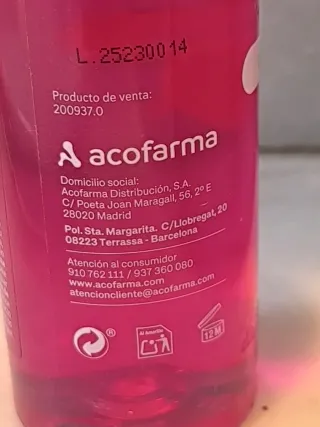 L.25230014
Producto de venta:
200937.0
acofarma
Domicilio social:
Acofarma Distribución, S.A.
C/ Poeta Joan Maragall, 56, 2º E
28020 Madrid
Pol. Sta. Margarita. C/Llobregat, 20
08223 Terrassa - Barcelona
Atención al consumidor
910 762 111 / 937 360 080
www.acofarma.com
atencioncliente@acofarma.com
®
Al Amarillo
12M